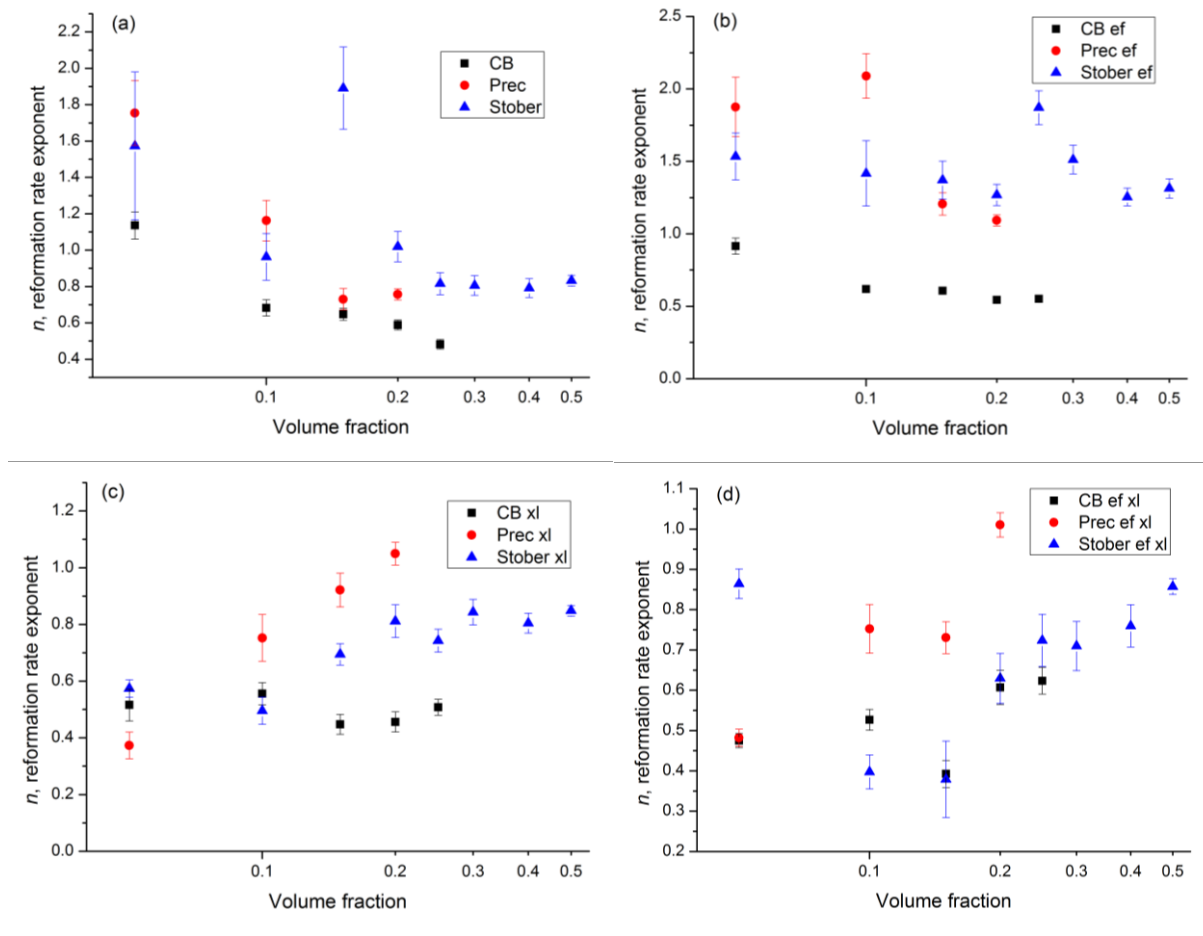 (a)
CB
Prec
Stober
2.2
2.0
1.8
1.6
1.4
1.2
1.0
0.8
0.6
0.4
n, reformation rate exponent
0.1
0.2
0.3
0.4
0.5
Volume fraction
(b)
CB ef
Prec ef
Stober ef
2.5
2.0
1.5
1.0
0.5
0.0
n, reformation rate exponent
0.1
0.2
0.3
0.4
0.5
Volume fraction
(c)
CB xl
Prec xl
Stober xl
1.2
1.0
0.8
0.6
0.4
0.2
0.0
n, reformation rate exponent
0.1
0.2
0.3
0.4
0.5
Volume fraction
(d)
CB ef xl
Prec ef xl
Stober ef xl
1.1
1.0
0.9
0.8
0.7
0.6
0.5
0.4
0.3
0.2
n, reformation rate exponent
0.1
0.2
0.3
0.4
0.5
Volume fraction